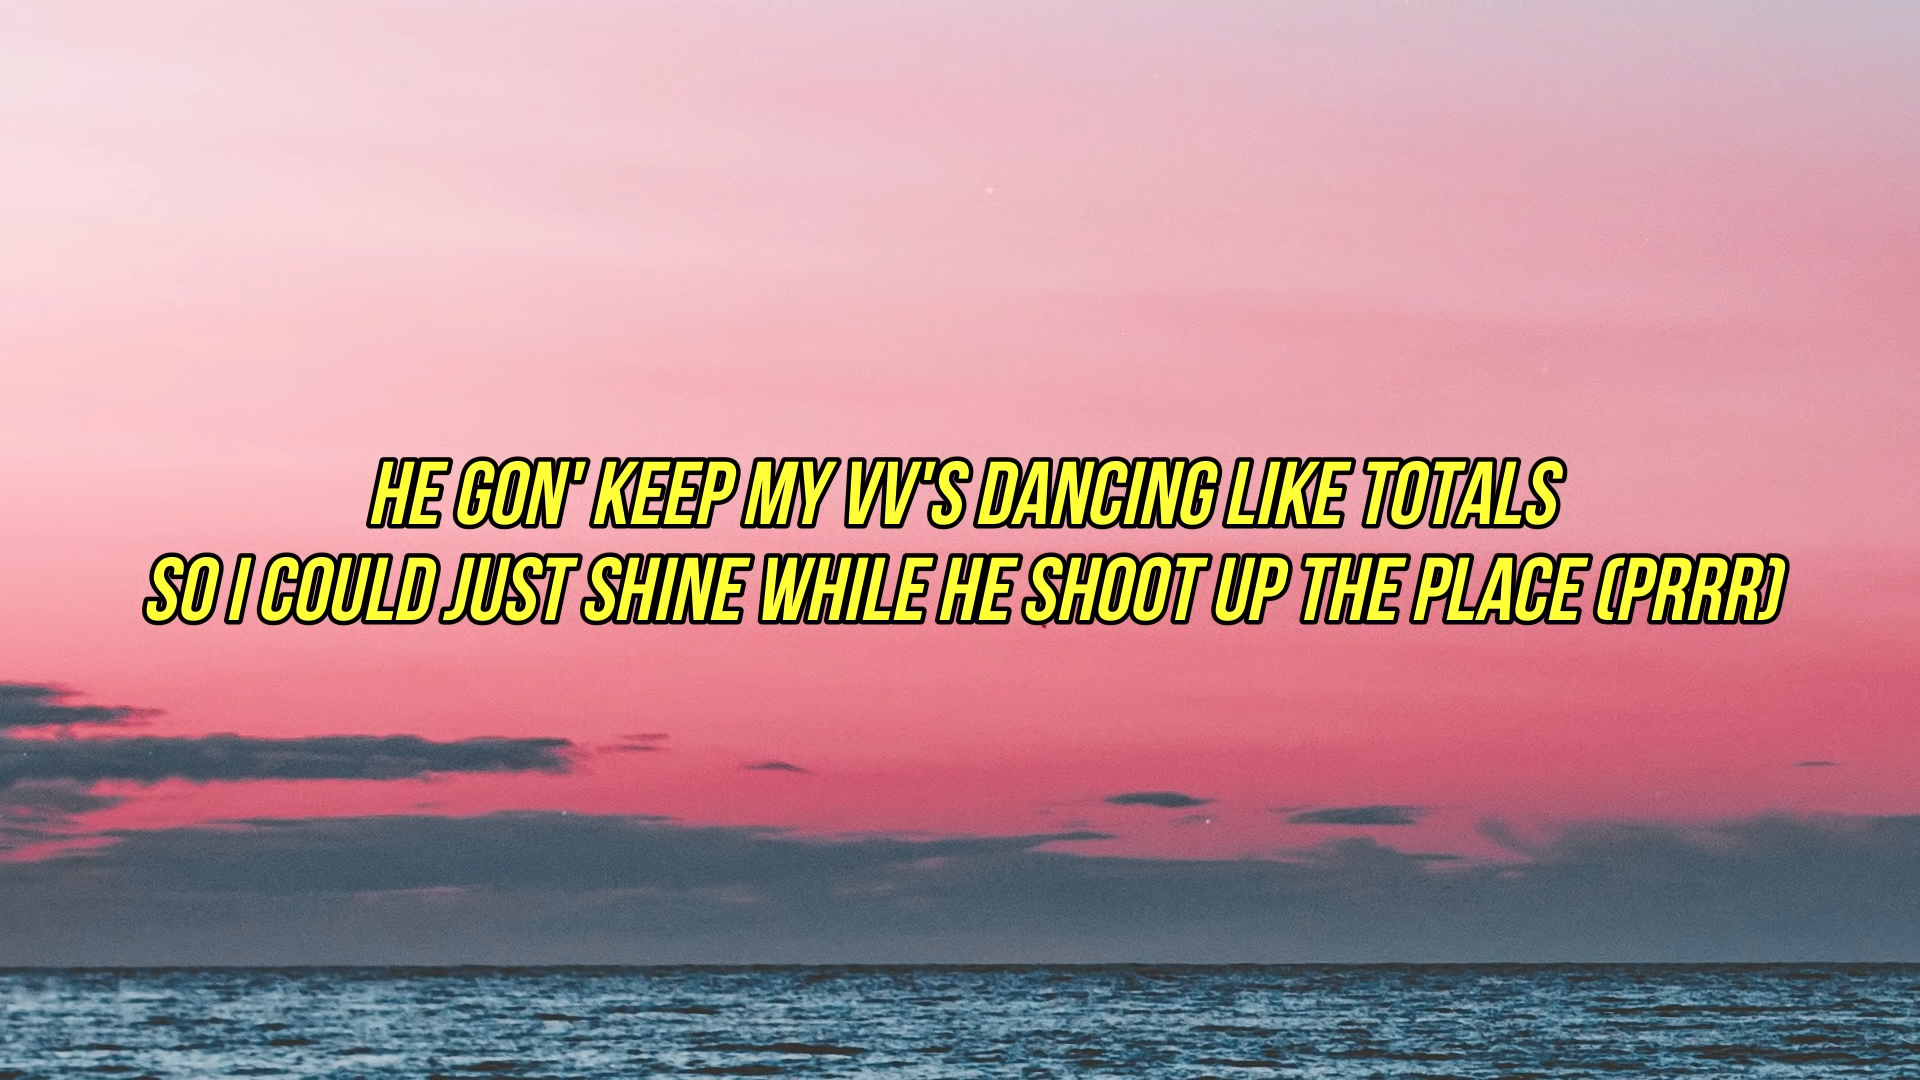 HE GON' KEEP MY VV'S DANCING LIKE TOTALS
SO I COULD JUST SHINE WHILE HE SHOOT UP THE PLACE (PRRR)